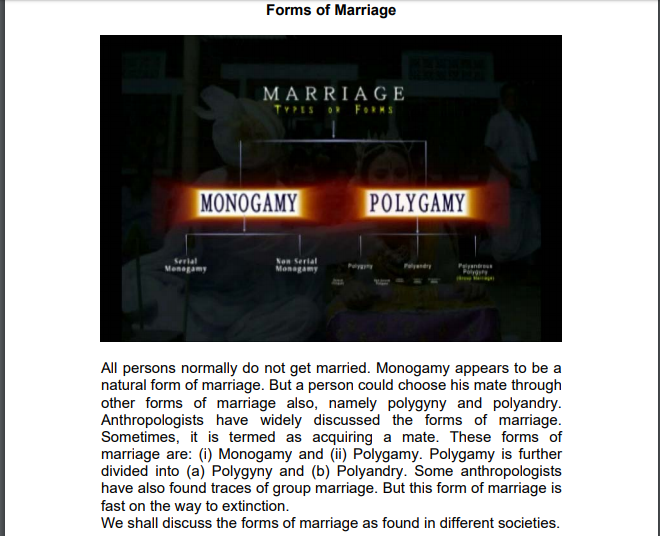 Forms of Marriage
MARRIAGE
TYPES OR FORMS
MONOGAMY POLYGAMY
Serial Monogamy
Non Serial Monogamy
Polygyny
Polyandry
Polyandrous Polygyny
(Group Marriage)
All persons normally do not get married. Monogamy appears to be a
natural form of marriage. But a person could choose his mate through
other forms of marriage also, namely polygyny and polyandry.
Anthropologists have widely discussed the forms of marriage.
Sometimes, it is termed as acquiring a mate. These forms of
marriage are: (i) Monogamy and (ii) Polygamy. Polygamy is further
divided into (a) Polygyny and (b) Polyandry. Some anthropologists
have also found traces of group marriage. But this form of marriage is
fast on the way to extinction.
We shall discuss the forms of marriage as found in different societies.